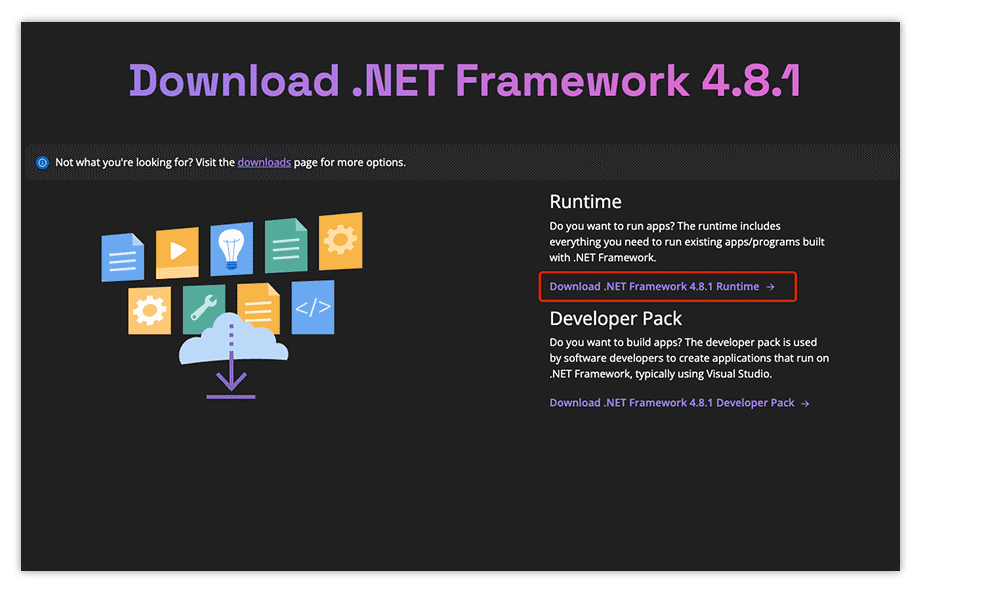 Download .NET Framework 4.8.1
Not what you're looking for? Visit the downloads page for more options.
Runtime
Do you want to run apps? The runtime includes
everything you need to run existing apps/programs built
with .NET Framework.
Download .NET Framework 4.8.1 Runtime →
Developer Pack
Do you want to build apps? The developer pack is used
by software developers to create applications that run on
.NET Framework, typically using Visual Studio.
Download .NET Framework 4.8.1 Developer Pack →